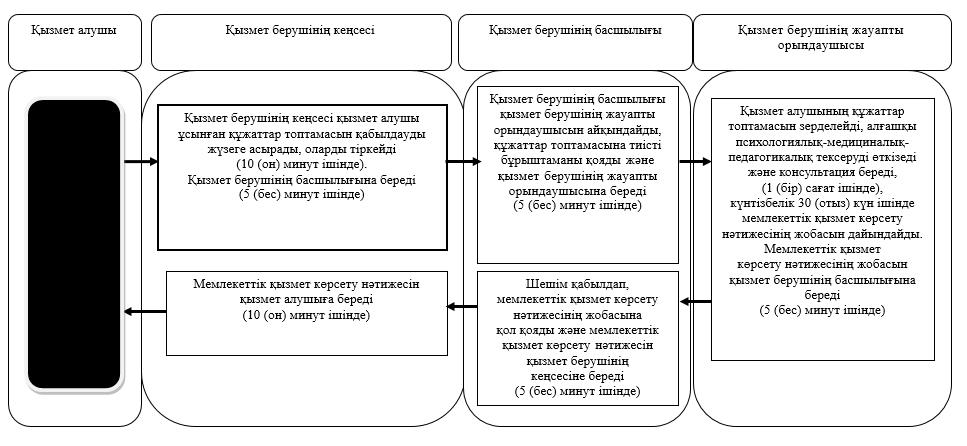 Қызмет алушы
Қызмет берушінің кеңсесі
Қызмет берушінің басшылығы
Қызмет берушінің жауапты
орындаушысы
Қызмет берушінің кеңсесі қызмет алушы
ұсынған құжаттар топтамасын қабылдауды
жүзеге асырады, оларды тіркейді
(10 (он) минут ішінде).
Қызмет берушінің басшылығына береді
(5 (бес) минут ішінде)
Қызмет берушінің басшылығы
қызмет берушінің жауапты
орындаушысын айқындайды,
құжаттар топтамасына тиісті
бұрыштаманы қояды және
қызмет берушінің жауапты
орындаушысына береді
(5 (бес) минут ішінде)
Қызмет алушының құжаттар
топтамасын зерделейді, алғашқы
психологиялық-медициналық-
педагогикалық тексеруді өткізеді
және консультация береді,
(1 (бір) сағат ішінде),
күнтізбелік 30 (отыз) күн ішінде
мемлекеттік қызмет көрсету
нәтижесінің жобасын дайындайды.
Мемлекеттік қызмет
көрсету нәтижесінің жобасын
қызмет берушінің басшылығына
береді
(5 (бес) минут ішінде)
Шешім қабылдап,
мемлекеттік қызмет көрсету
нәтижесінің жобасына
қол қояды және мемлекеттік
қызмет көрсету нәтижесін
қызмет берушінің
кеңсесіне береді
(5 (бес) минут ішінде)
Мемлекеттік қызмет көрсету нәтижесін
қызмет алушыға береді
(10 (он) минут ішінде)